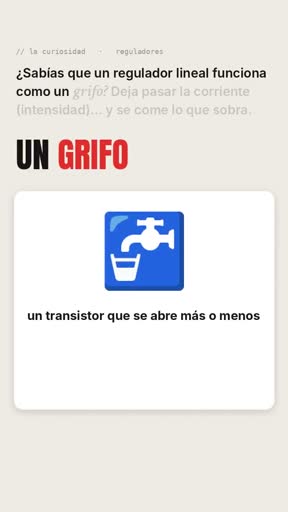 // la curiosidad · reguladores
¿Sabías que un regulador lineal funciona
como un grifo? Deja pasar la corriente
(intensidad)... y se come lo que sobra.
UN GRIFO
un transistor que se abre más o menos